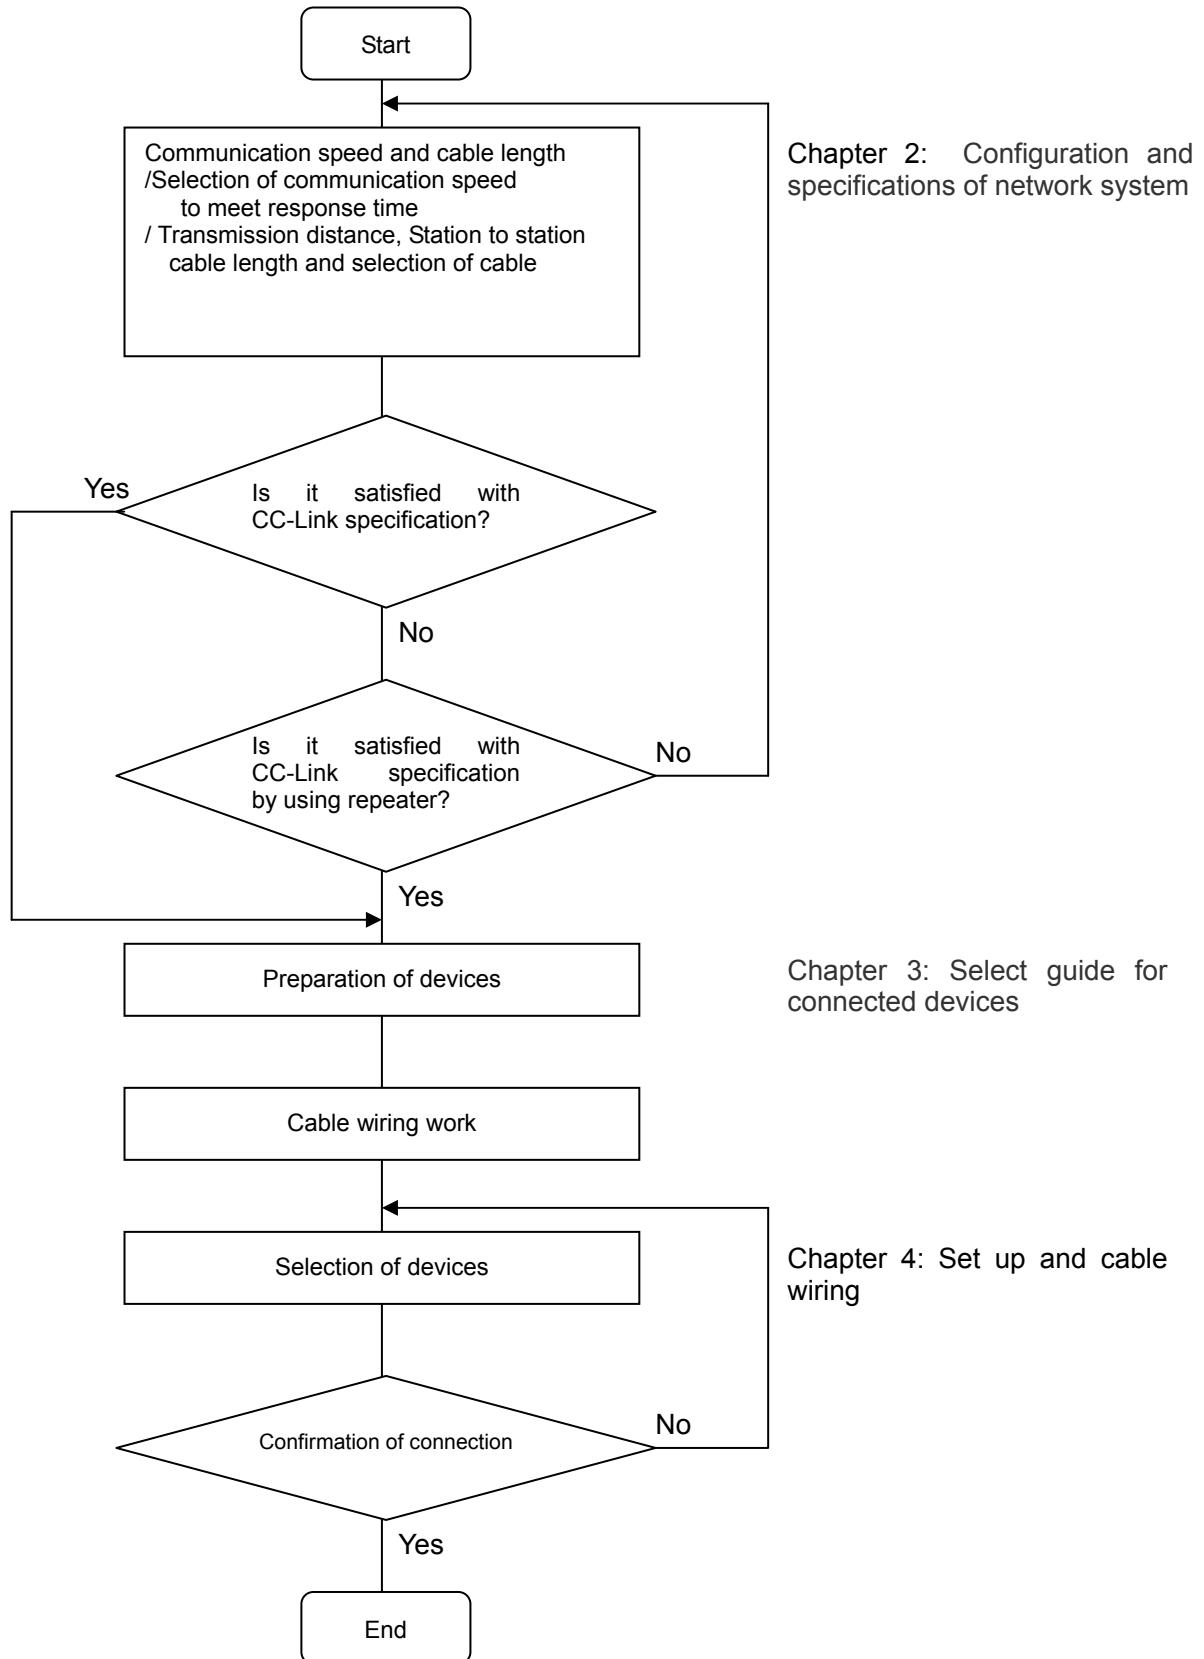 Start
Communication speed and cable length
/Selection of communication speed
to meet response time
/ Transmission distance, Station to station
cable length and selection of cable
Chapter 2: Configuration and
specifications of network system
Yes
Is it satisfied with
CC-Link specification?
No
Is it satisfied with
CC-Link specification
by using repeater?
No
Yes
Preparation of devices
Chapter 3: Select guide for
connected devices
Cable wiring work
Selection of devices
Chapter 4: Set up and cable
wiring
Confirmation of connection
No
Yes
End